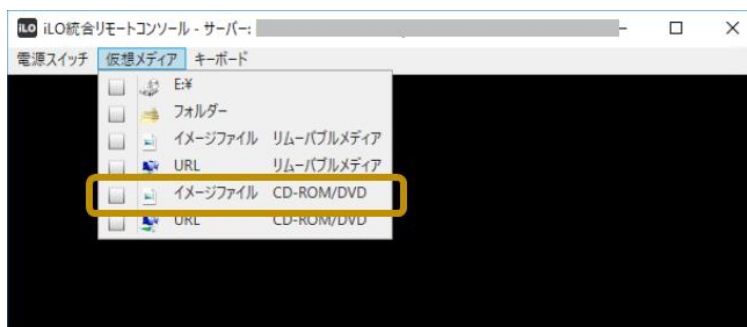 iLO iLO統合リモートコンソール - サーバー:
電源スイッチ 仮想メディア キーボード
E:¥
フォルダー
イメージファイル リムーバブルメディア
URL リムーバブルメディア
イメージファイル CD-ROM/DVD
URL CD-ROM/DVD